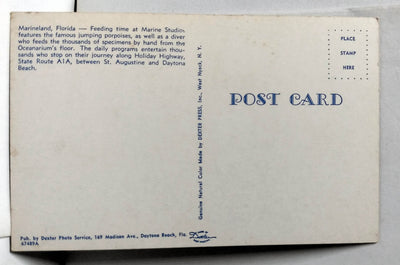 Marineland, Florida — Feeding time at Marine Studios
features the famous jumping porpoises, as well as a diver
who feeds the thousands of specimens by hand from the
Oceanarium's floor. The daily programs entertain thou-
sands who stop on their journey along Holiday Highway,
State Route A1A, between St. Augustine and Daytona
Beach.
PLACE
STAMP
HERE
POST CARD
Genuine Natural Color Made by DEXTER PRESS, Inc. West Nyack, N. Y.
Pub. by Dexter Photo Service, 169 Madison Ave., Daytona Beach, Fla.
67489A